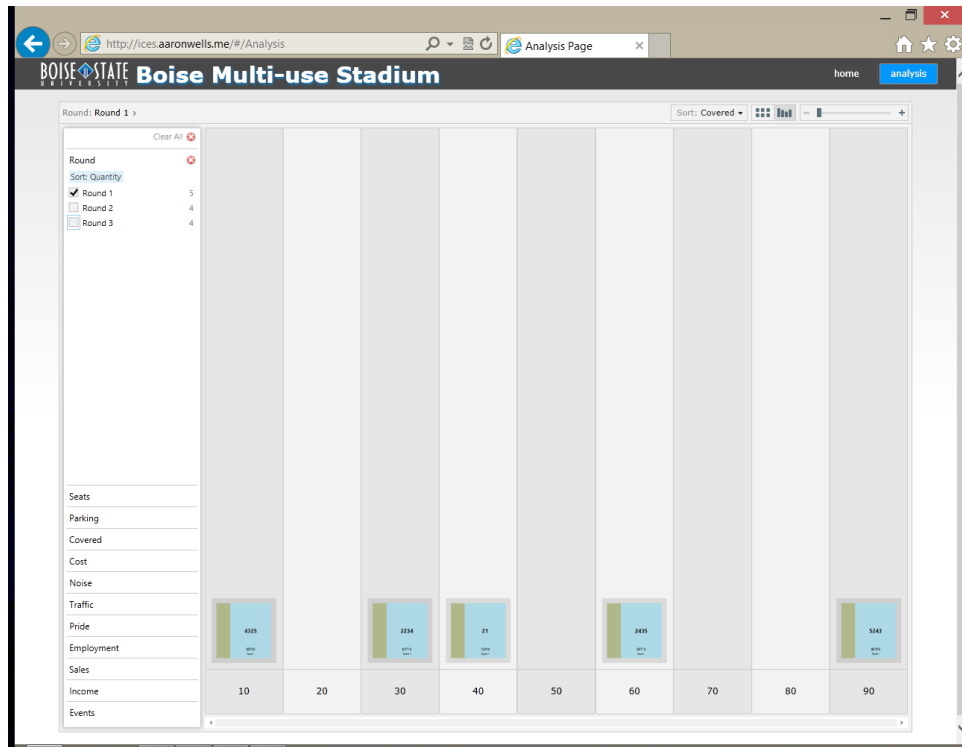 http://ices.aaronwells.me/#/Analysis
Analysis Page
BOISE STATE
UNIVERSITY
Boise Multi-use Stadium
home
analysis
Round: Round 1 >
Sort: Covered
Clear All
Round
Sort: Quantity
Round 1 5
Round 2 4
Round 3 4
Seats
Parking
Covered
Cost
Noise
Traffic
Pride
Employment
Sales
Income
Events
4325
2234
21
2435
5243
10 20 30 40 50 60 70 80 90